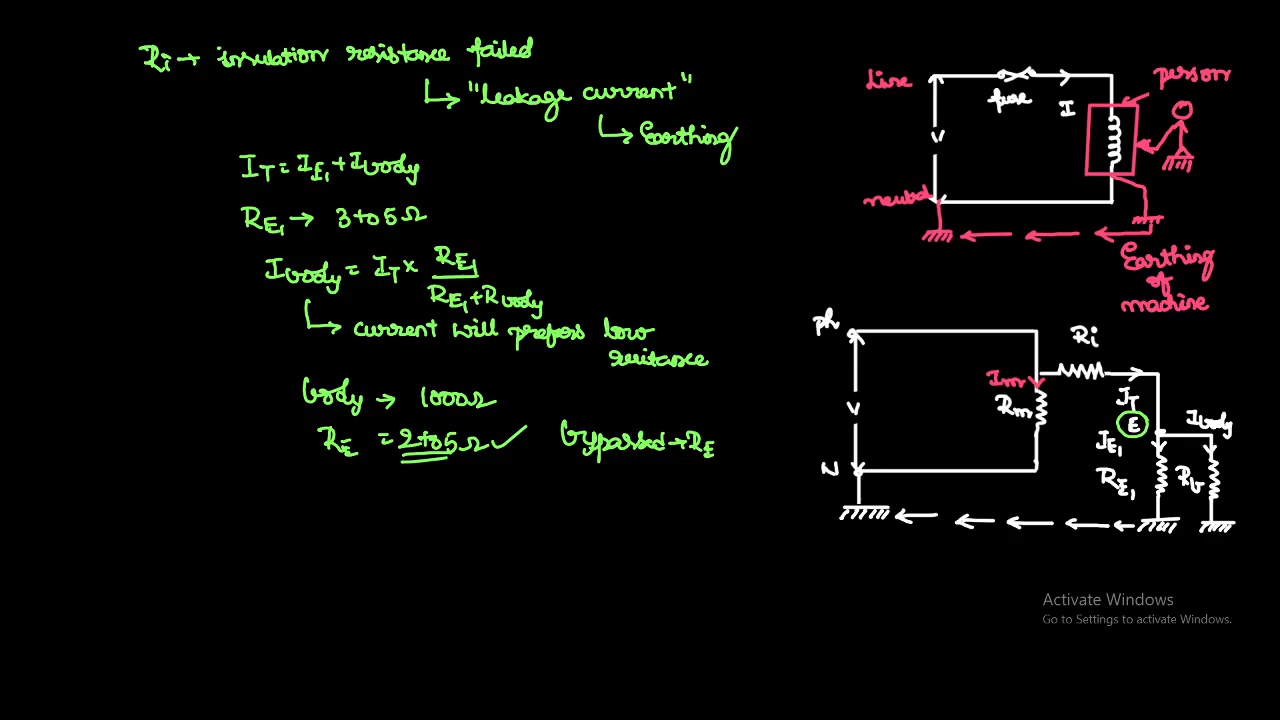 Ri → insulation resistance failed
↳ "leakage current"
↳ Earthing
IT = IE1 + Ibody
RE1 → 3 to 5 Ω
Ibody = IT × RE1 / RE1 + Rbody
↳ current will prefers low
body → 1000 Ω
RE = 2 to 5 Ω ✓ bypassed → RE
Line
fuse
I
person
V
neutral
Earthing
of
machine
ph
V
N
Im
Rm
Ri
IT
E
Ibody
IE1
RE1
Rb
Activate Windows
Go to Settings to activate Windows.